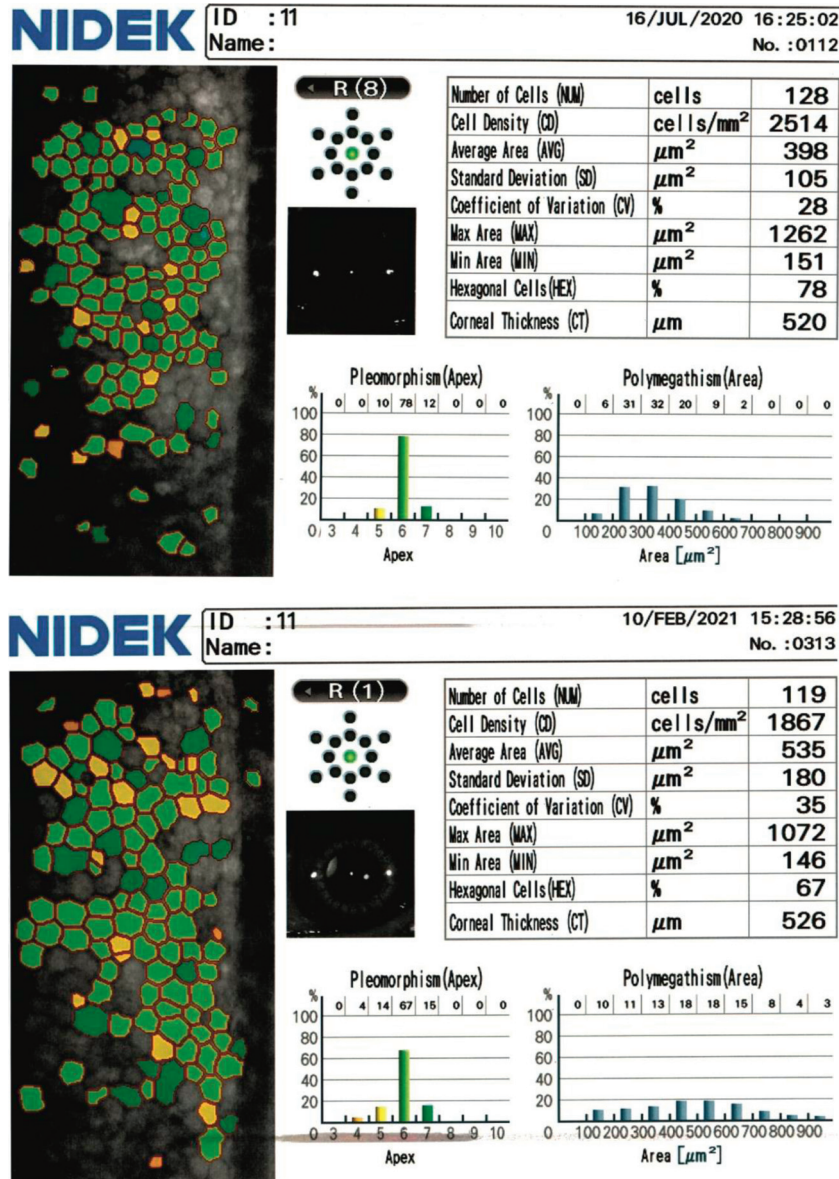 NIDEK
ID :11
16/JUL/2020 16:25:02
Name:
No. :0112
R (8)
Number of Cells (NUM) cells 128
Cell Density (CD) cells/mm² 2514
Average Area (AVG) μm² 398
Standard Deviation (SD) μm² 105
Coefficient of Variation (CV) % 28
Max Area (MAX) μm² 1262
Min Area (MIN) μm² 151
Hexagonal Cells(HEX) % 78
Corneal Thickness (CT) μm 520
Pleomorphism(Apex)
% 0 0 10 78 12 0 0 0
100
80
60
40
20
0 3 4 5 6 7 8 9 10
Apex
Polymegathism(Area)
% 0 6 31 32 20 9 2 0 0 0
100
80
60
40
20
0 100 200 300 400 500 600 700 800 900
Area [μm²]
NIDEK
ID :11
10/FEB/2021 15:28:56
Name:
No. :0313
R (1)
Number of Cells (NUM) cells 119
Cell Density (CD) cells/mm² 1867
Average Area (AVG) μm² 535
Standard Deviation (SD) μm² 180
Coefficient of Variation (CV) % 35
Max Area (MAX) μm² 1072
Min Area (MIN) μm² 146
Hexagonal Cells(HEX) % 67
Corneal Thickness (CT) μm 526
Pleomorphism(Apex)
% 0 4 14 67 15 0 0 0
100
80
60
40
20
0 3 4 5 6 7 8 9 10
Apex
Polymegathism(Area)
% 0 10 11 13 18 18 15 8 4 3
100
80
60
40
20
0 100 200 300 400 500 600 700 800 900
Area [μm²]